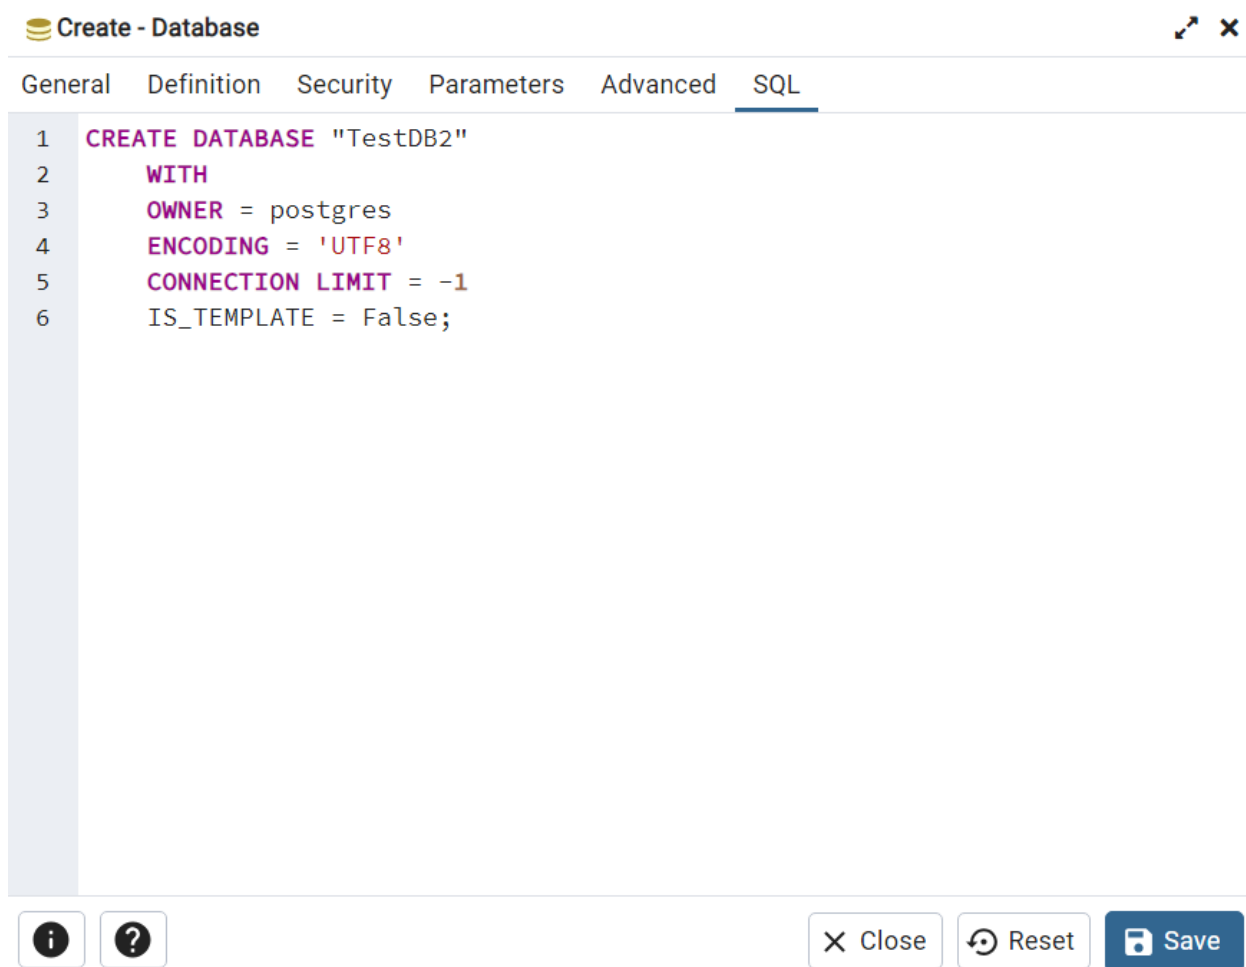 Create - Database
General Definition Security Parameters Advanced SQL
1 CREATE DATABASE "TestDB2"
2 WITH
3 OWNER = postgres
4 ENCODING = 'UTF8'
5 CONNECTION LIMIT = -1
6 IS_TEMPLATE = False;
Close Reset Save